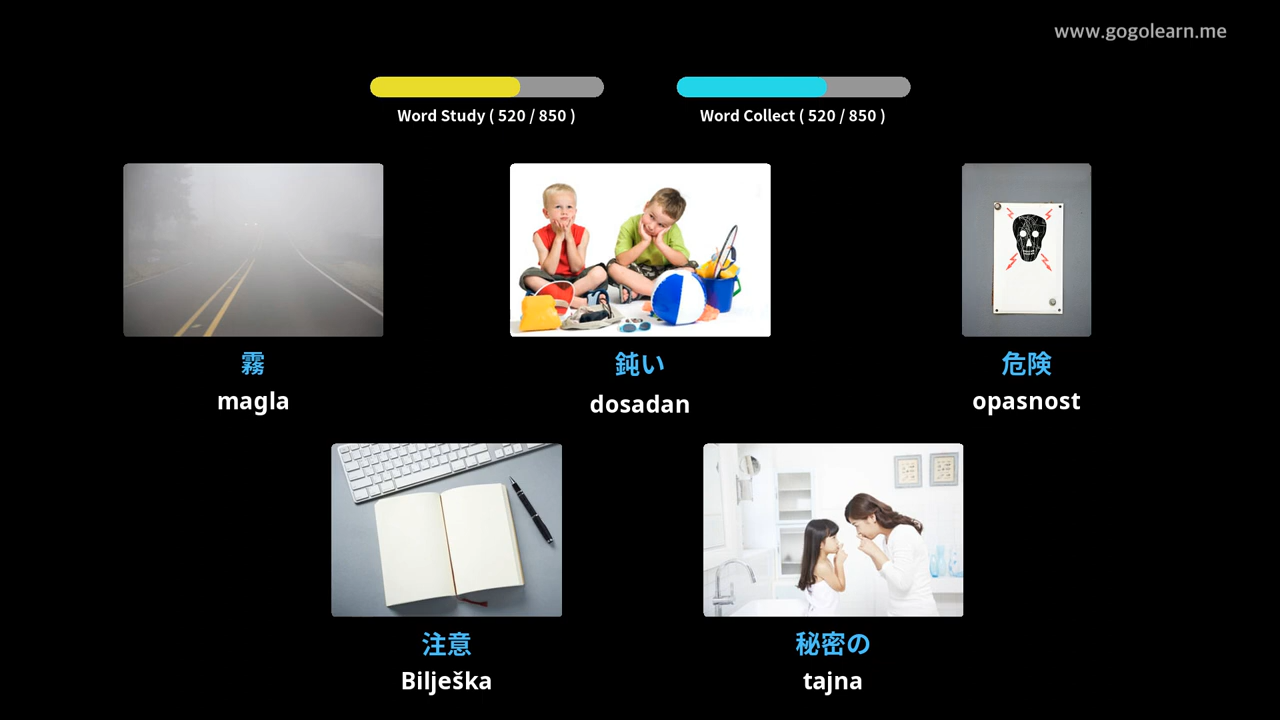 www.gogolearn.me
Word Study ( 520 / 850 )
Word Collect ( 520 / 850 )
霧
magla
鈍い
dosadan
危険
opasnost
注意
Bilješka
秘密の
tajna